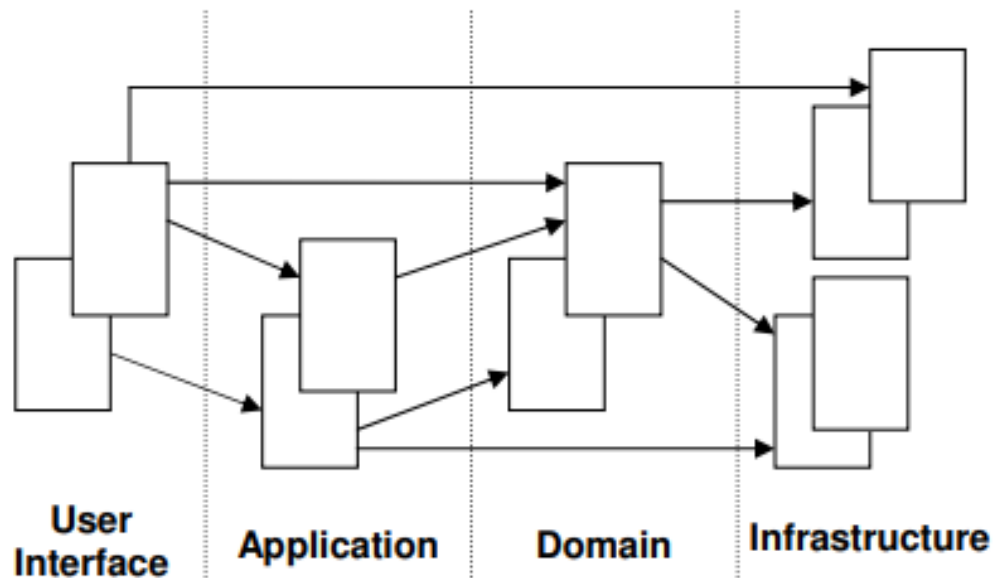 User
Interface
Application
Domain
Infrastructure